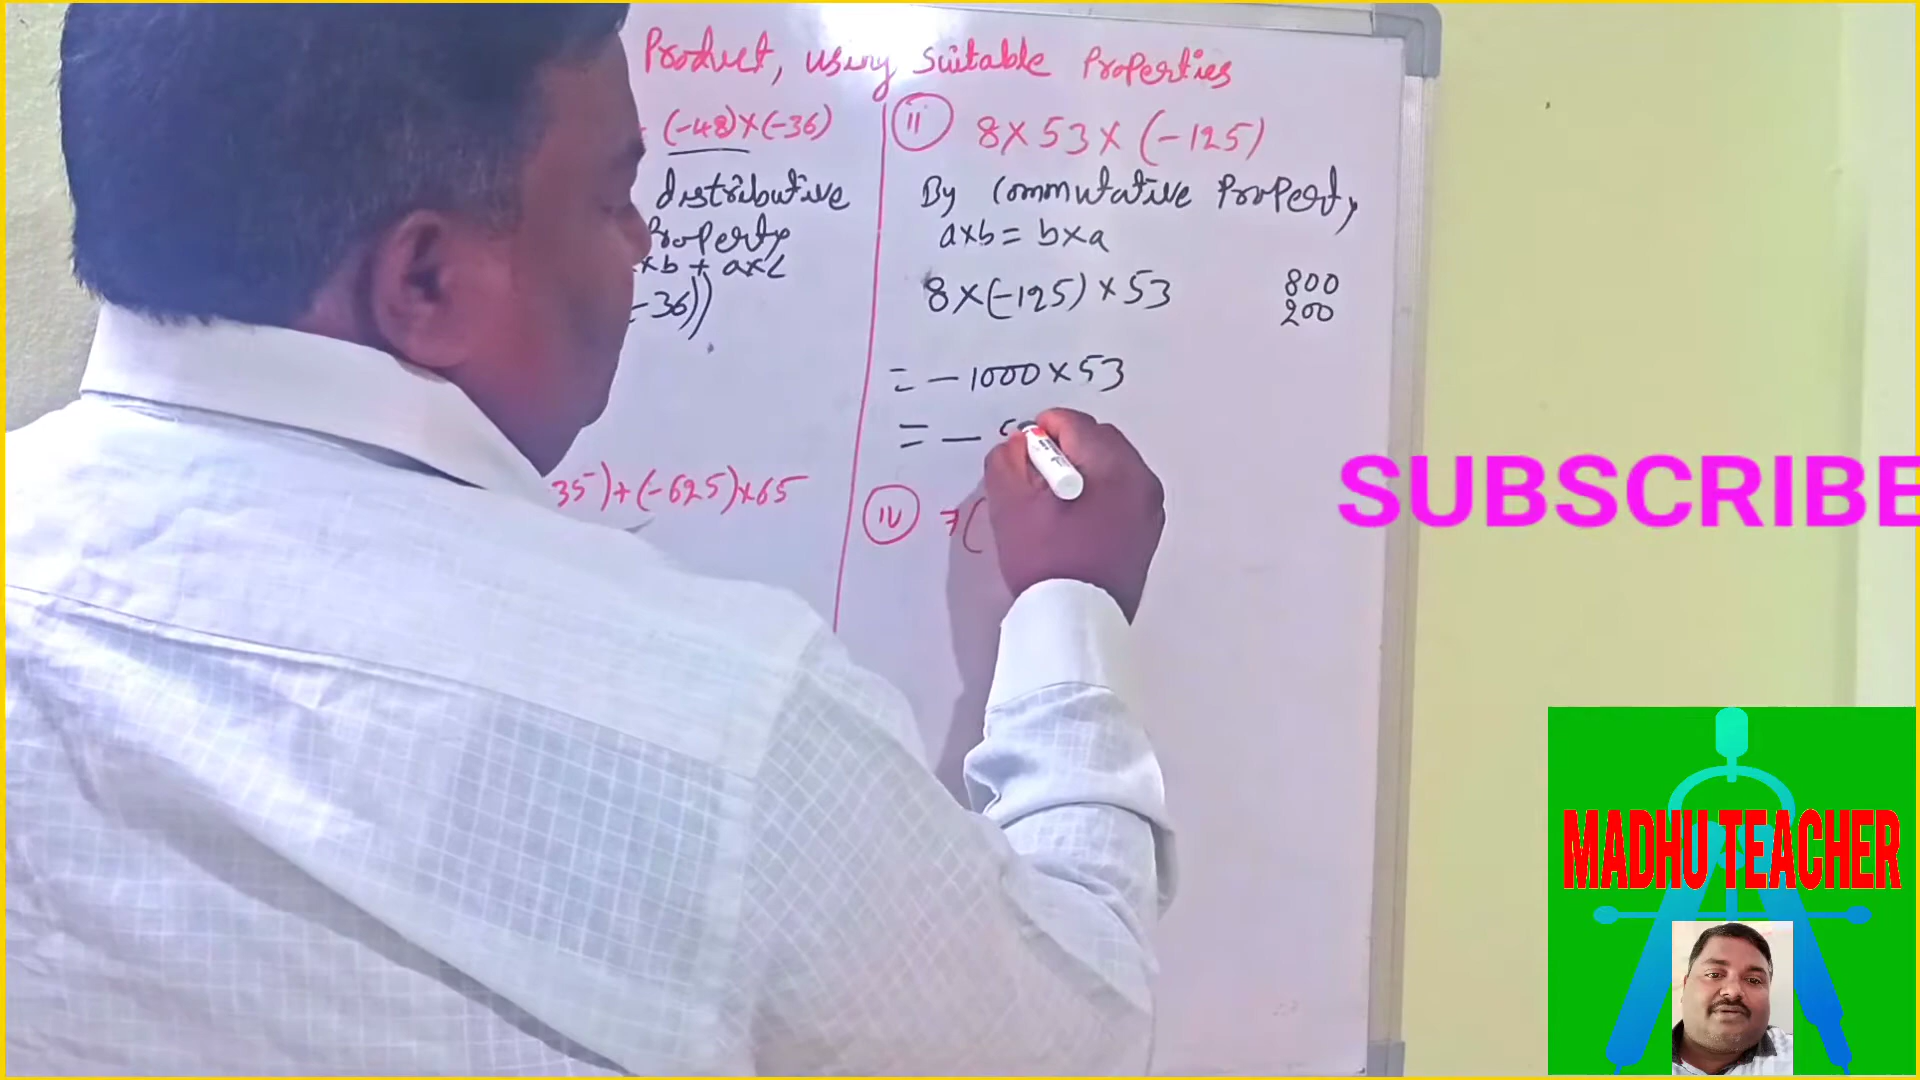 Product, using suitable Properties
(-48)×(-36)
distributive
Property
×b + a×c
-36))
35)+(-625)×65
ii 8×53×(-125)
By Commutative Property
a×b = b×a
8×(-125)×53
800
200
= -1000×53
= - 5
iv 7(
SUBSCRIBE
MADHU TEACHER